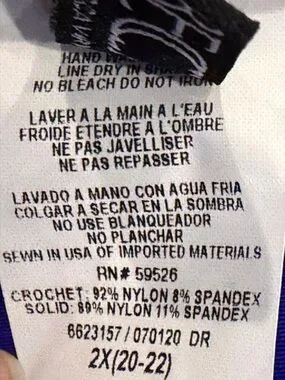 HAND
LINE DRY IN
NO BLEACH DO NOT IRON
LAVER A LA MAIN A L'EAU
FROIDE ETENDRE A L'OMBRE
NE PAS JAVELLISER
NE PAS REPASSER
LAVADO A MANO CON AGUA FRIA
COLGAR A SECAR EN LA SOMBRA
NO USE BLANQUEADOR
NO PLANCHAR
SEWN IN USA OF IMPORTED MATERIALS
RN# 59526
CROCHET: 92% NYLON 8% SPANDEX
SOLID: 89% NYLON 11% SPANDEX
6623157 / 070120 DR
2X(20-22)